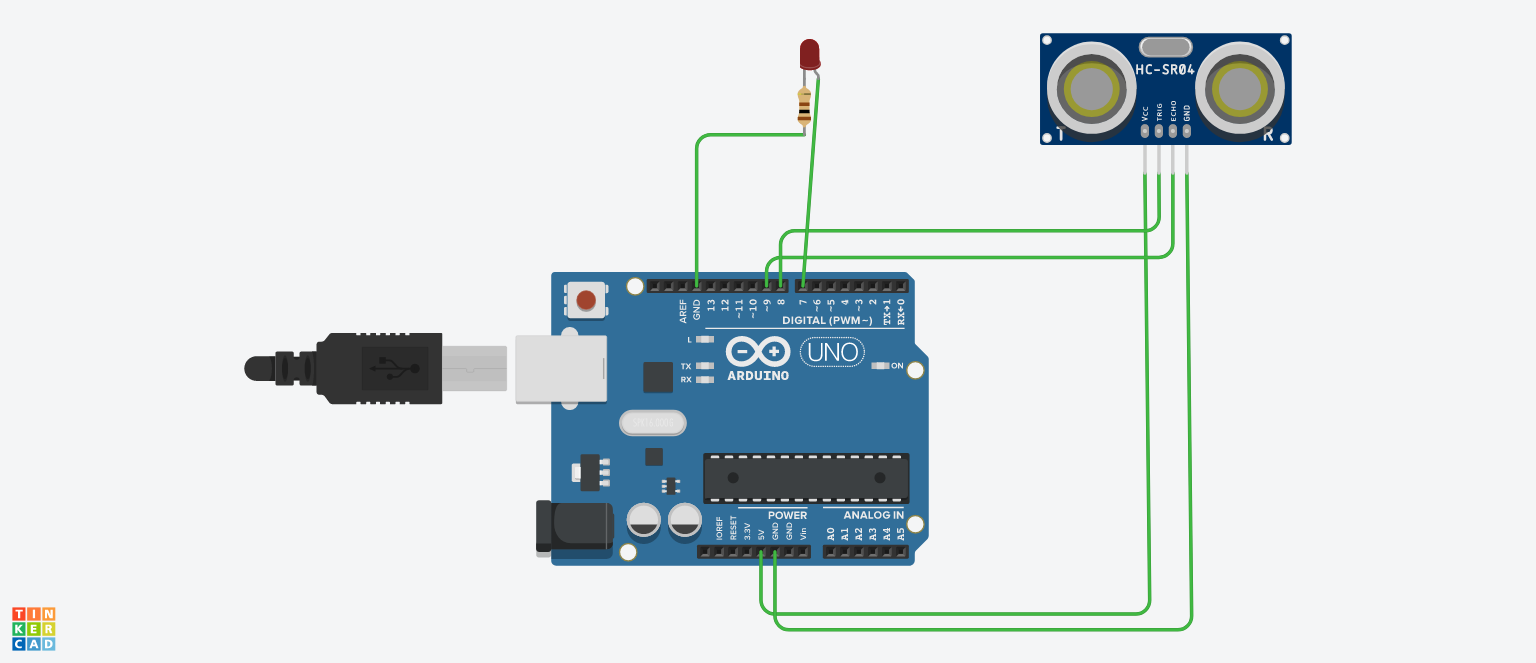 HC-SR04
VCC
TRIG
ECHO
GND
T
R
AREF
GND
13
12
~11
~10
~9
8
7
~6
~5
4
~3
2
TX→1
RX←0
DIGITAL (PWM~)
L
TX
RX
ARDUINO
UNO
ON
POWER
ANALOG IN
IOREF
RESET
3.3V
5V
GND
GND
Vin
A0
A1
A2
A3
A4
A5
TIN
KER
CAD